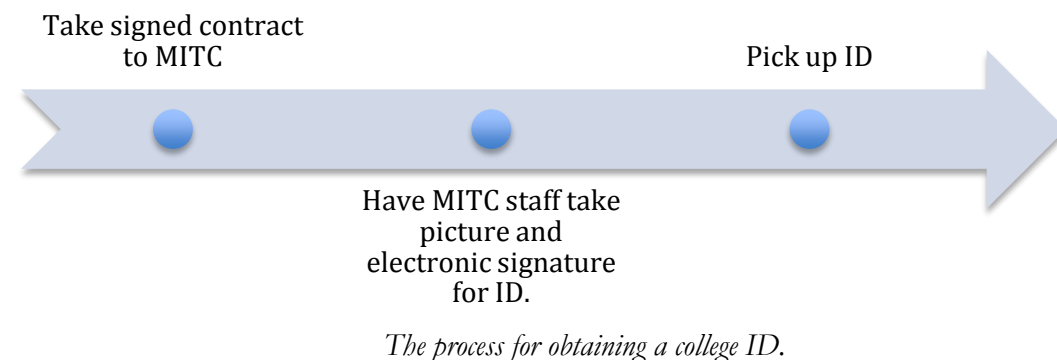 Take signed contract
to MITC
Pick up ID
Have MITC staff take
picture and
electronic signature
for ID.
The process for obtaining a college ID.